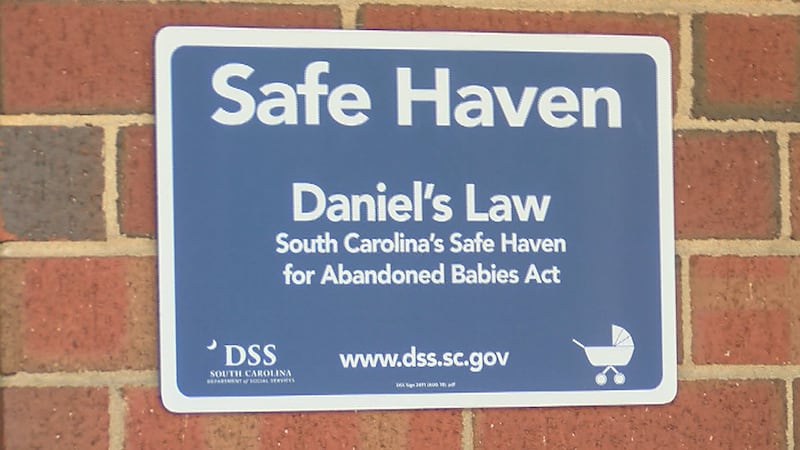 Safe Haven
Daniel's Law
South Carolina's Safe Haven
for Abandoned Babies Act
DSS
SOUTH CAROLINA
DEPARTMENT of SOCIAL SERVICES
www.dss.sc.gov